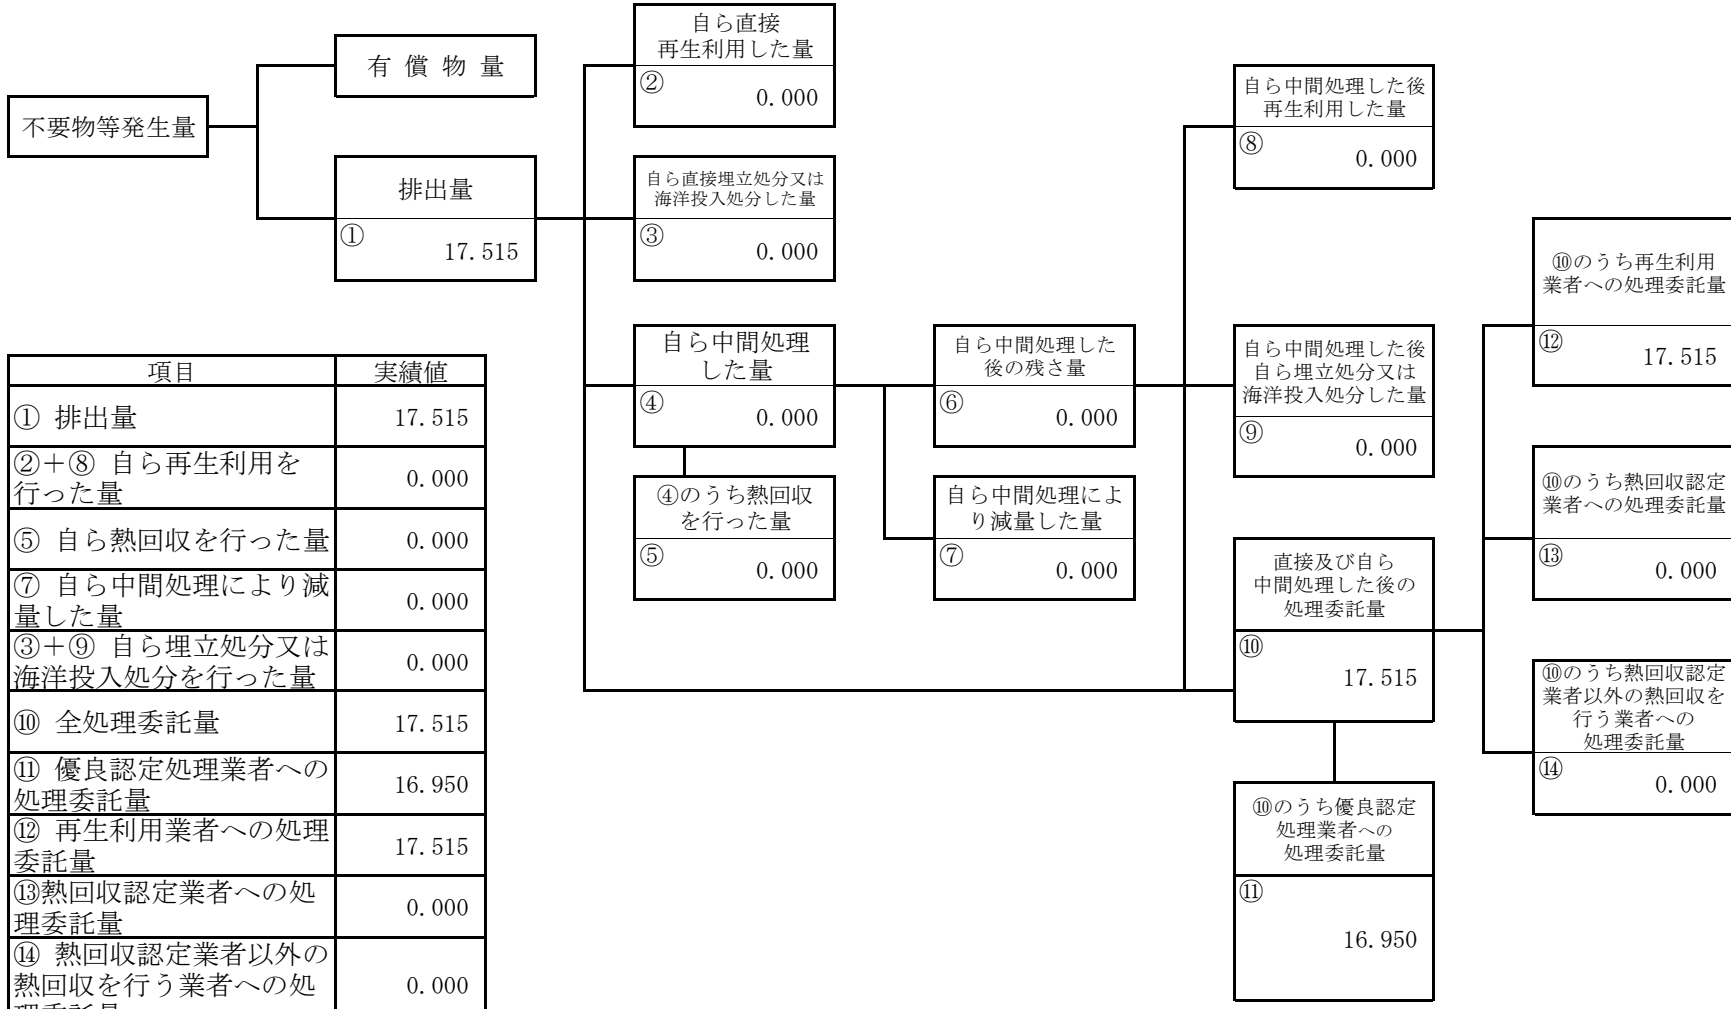 不要物等発生量
有償物量
排出量
①
17.515
自ら直接
再生利用した量
②
0.000
自ら直接埋立処分又は
海洋投入処分した量
③
0.000
自ら中間処理
した量
④
0.000
④のうち熱回収
を行った量
⑤
0.000
自ら中間処理した
後の残さ量
⑥
0.000
自ら中間処理によ
り減量した量
⑦
0.000
自ら中間処理した後
再生利用した量
⑧
0.000
自ら中間処理した後
自ら埋立処分又は
海洋投入処分した量
⑨
0.000
直接及び自ら
中間処理した後の
処理委託量
⑩
17.515
⑩のうち優良認定
処理業者への
処理委託量
⑪
16.950
⑩のうち再生利用
業者への処理委託量
⑫
17.515
⑩のうち熱回収認定
業者への処理委託量
⑬
0.000
⑩のうち熱回収認定
業者以外の熱回収を
行う業者への
処理委託量
⑭
0.000
項目 実績値
① 排出量 17.515
②+⑧ 自ら再生利用を
行った量 0.000
⑤ 自ら熱回収を行った量 0.000
⑦ 自ら中間処理により減
量した量 0.000
③+⑨ 自ら埋立処分又は
海洋投入処分を行った量 0.000
⑩ 全処理委託量 17.515
⑪ 優良認定処理業者への
処理委託量 16.950
⑫ 再生利用業者への処理
委託量 17.515
⑬熱回収認定業者への処
理委託量 0.000
⑭ 熱回収認定業者以外の
熱回収を行う業者への処 0.000